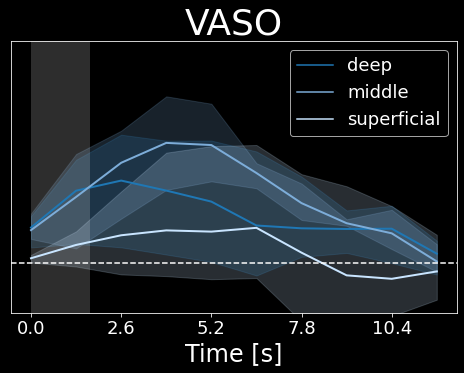 VASO
deep
middle
superficial
0.0 2.6 5.2 7.8 10.4
Time [s]